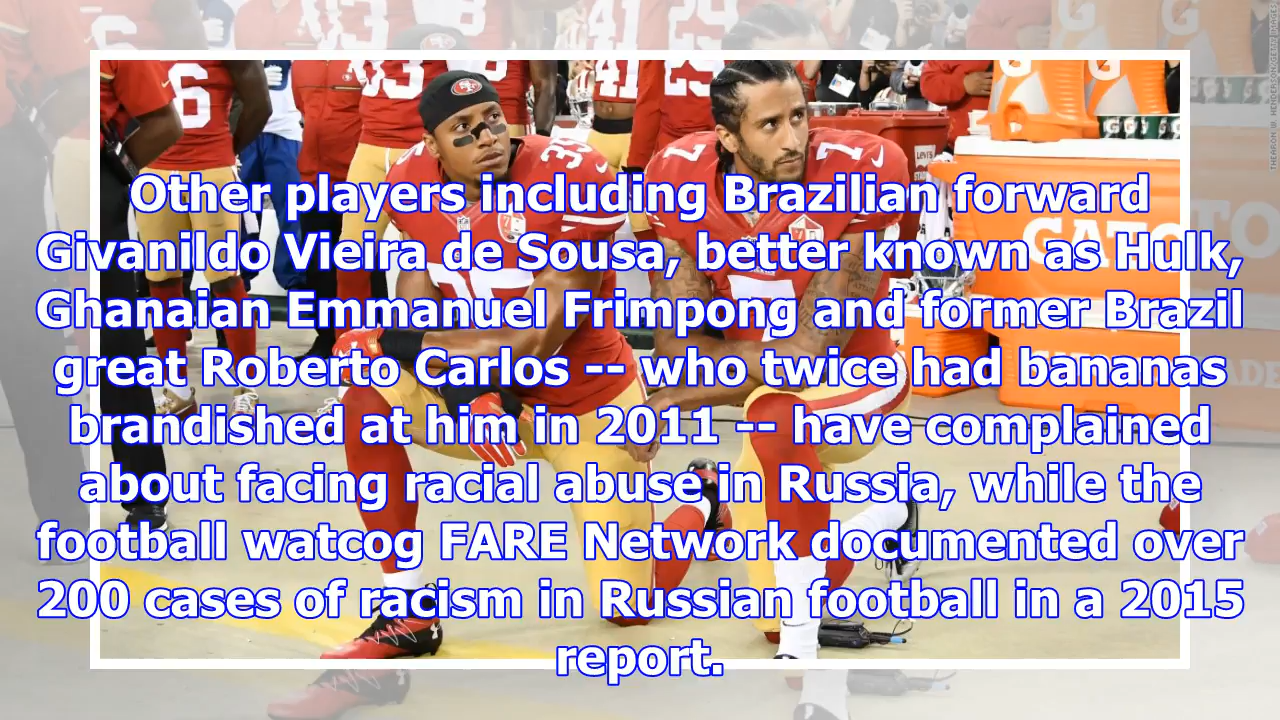 Other players including Brazilian forward
Givanildo Vieira de Sousa, better known as Hulk,
Ghanaian Emmanuel Frimpong and former Brazil
great Roberto Carlos -- who twice had bananas
brandished at him in 2011 -- have complained
about facing racial abuse in Russia, while the
football watcog FARE Network documented over
200 cases of racism in Russian football in a 2015
report.